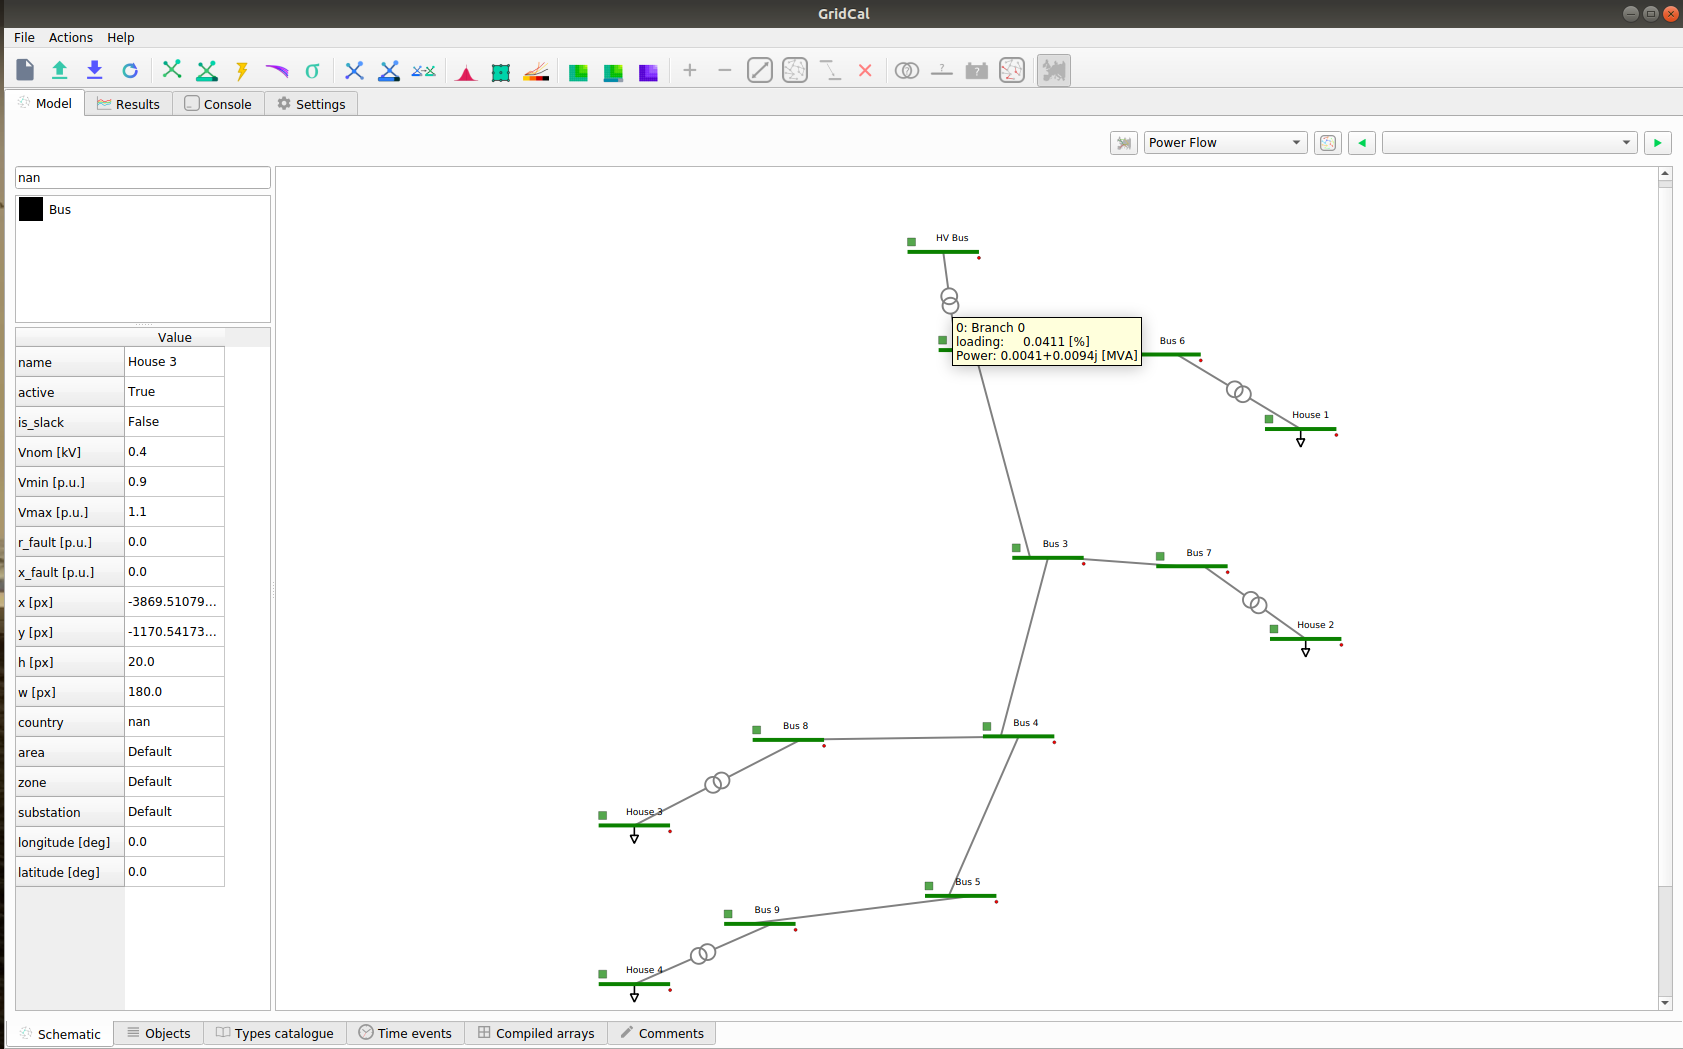 GridCal
File Actions Help
Model Results Console Settings
Power Flow
nan
Bus
Value
name House 3
active True
is_slack False
Vnom [kV] 0.4
Vmin [p.u.] 0.9
Vmax [p.u.] 1.1
r_fault [p.u.] 0.0
x_fault [p.u.] 0.0
x [px] -3869.51079...
y [px] -1170.54173...
h [px] 20.0
w [px] 180.0
country nan
area Default
zone Default
substation Default
longitude [deg] 0.0
latitude [deg] 0.0
HV Bus
0: Branch 0
loading: 0.0411 [%]
Power: 0.0041+0.0094j [MVA]
Bus 6
House 1
Bus 3
Bus 7
House 2
Bus 8
Bus 4
House 3
Bus 5
Bus 9
House 4
Schematic Objects Types catalogue Time events Compiled arrays Comments